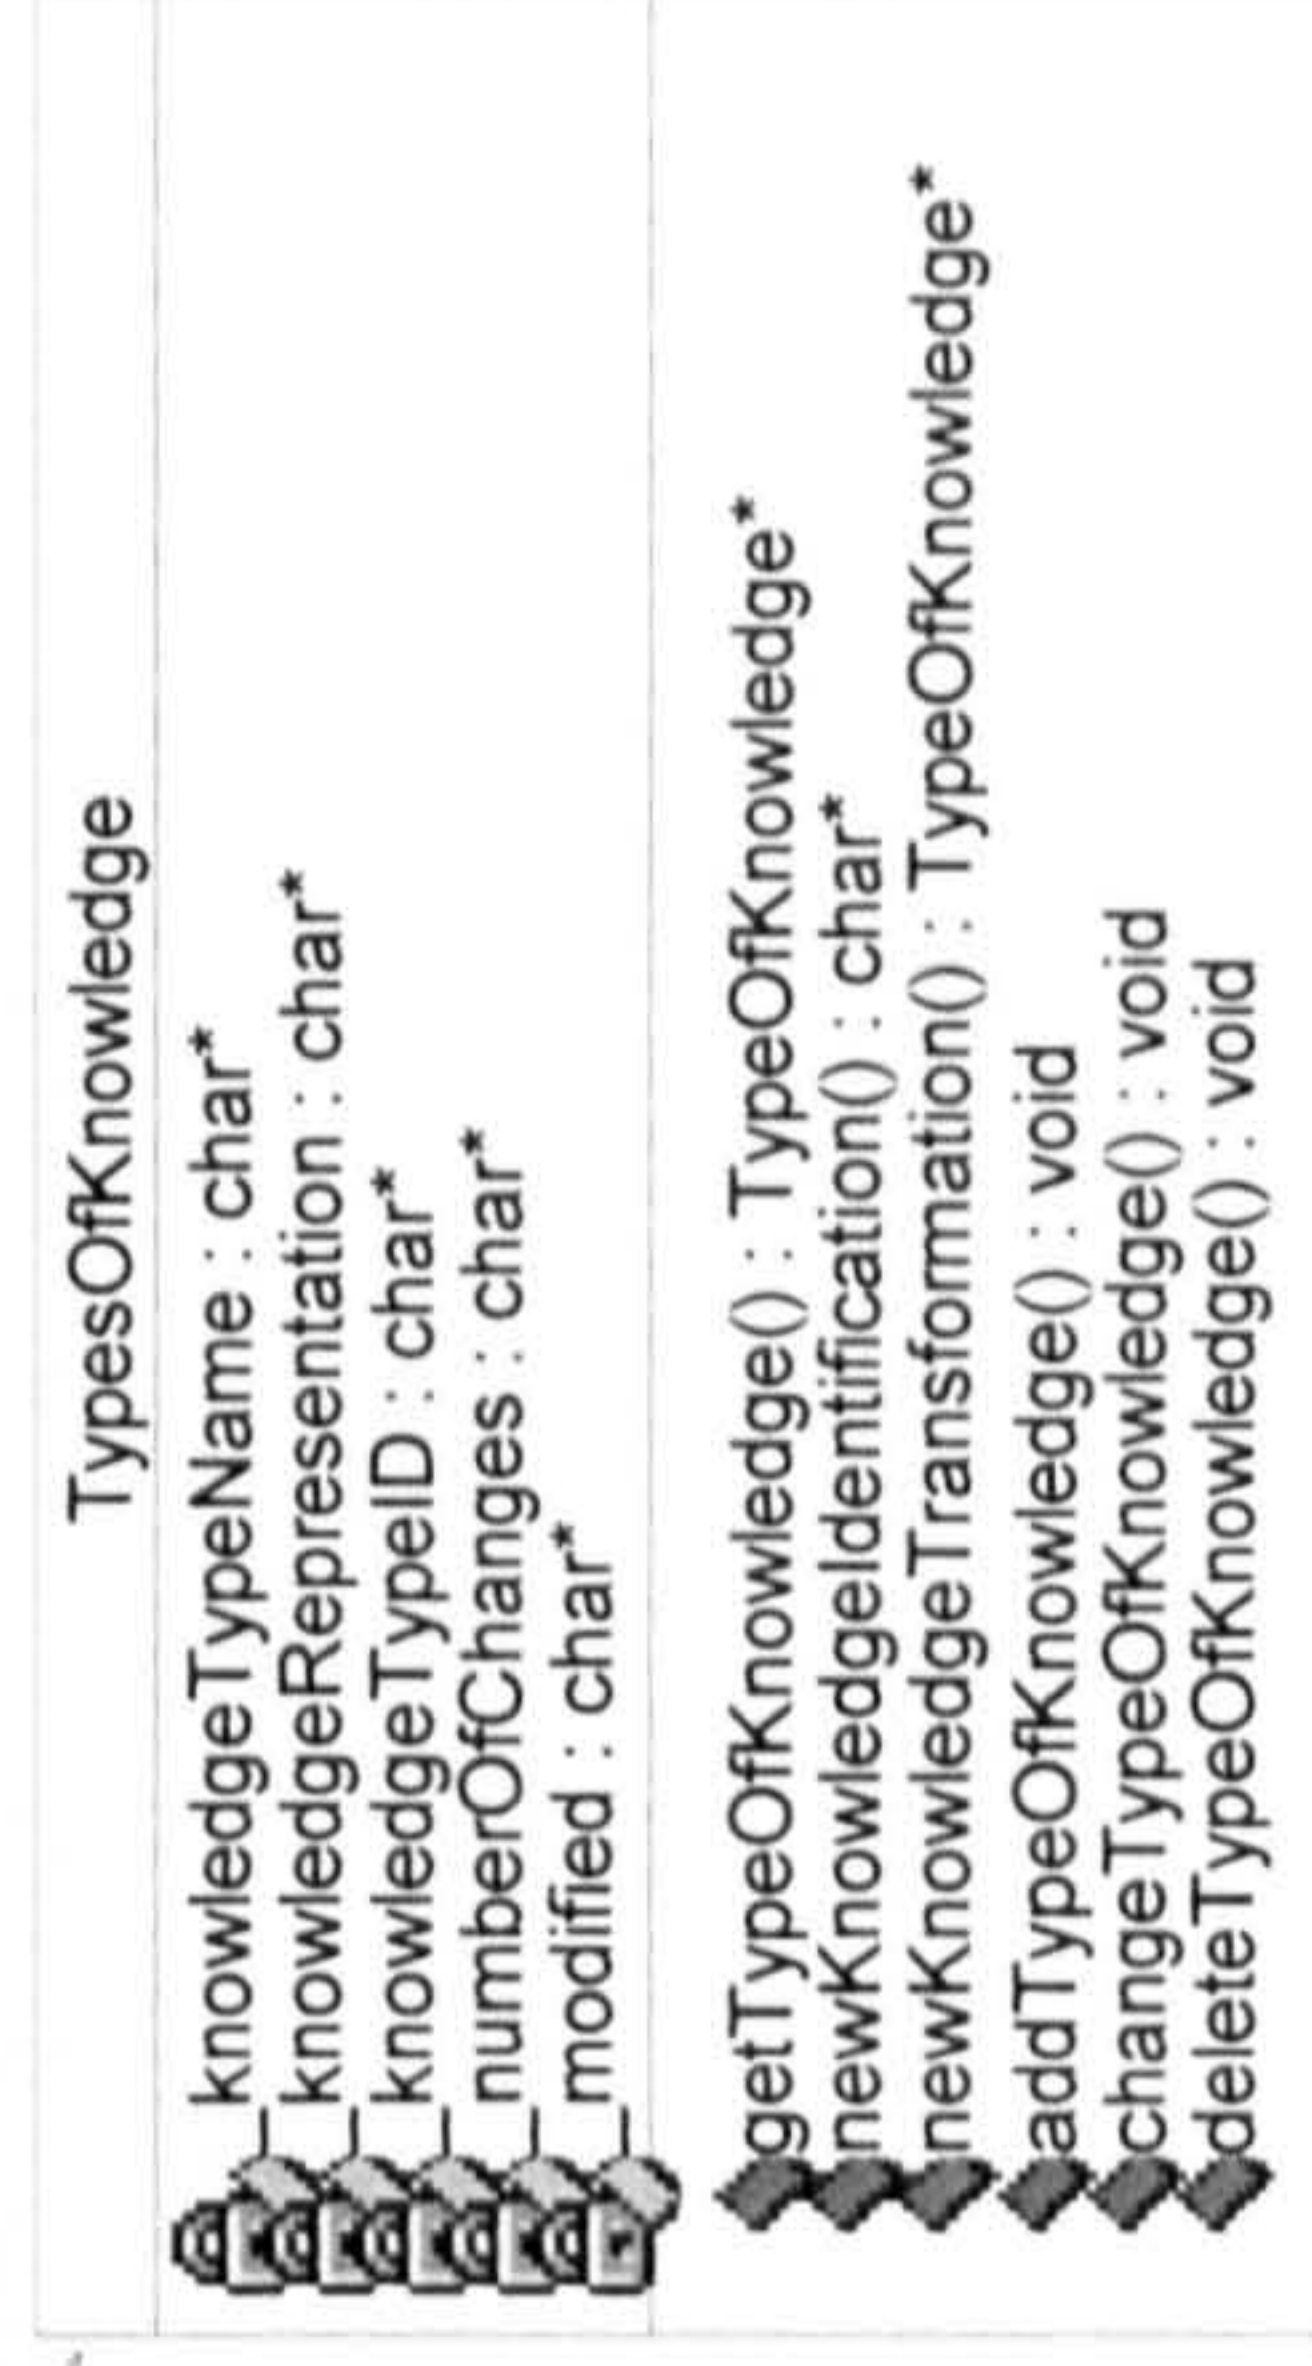 TypesOfKnowledge
knowledgeTypeName : char*
knowledgeRepresentation : char*
knowledgeTypeID : char*
numberOfChanges : char*
modified : char*
getTypeOfKnowledge() : TypeOfKnowledge*
newKnowledgeIdentification() : char*
newKnowledgeTransformation() : TypeOfKnowledge*
addTypeOfKnowledge() : void
changeTypeOfKnowledge() : void
deleteTypeOfKnowledge() : void